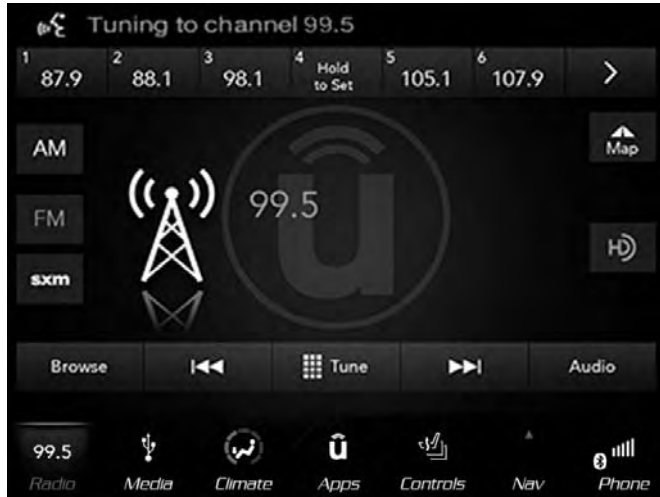 Tuning to channel 99.5
1 87.9 2 88.1 3 98.1 4 Hold to Set 5 105.1 6 107.9
AM
Map
99.5
FM
HD
sxm
Browse Tune Audio
99.5
Radio Media Climate Apps Controls Nav Phone